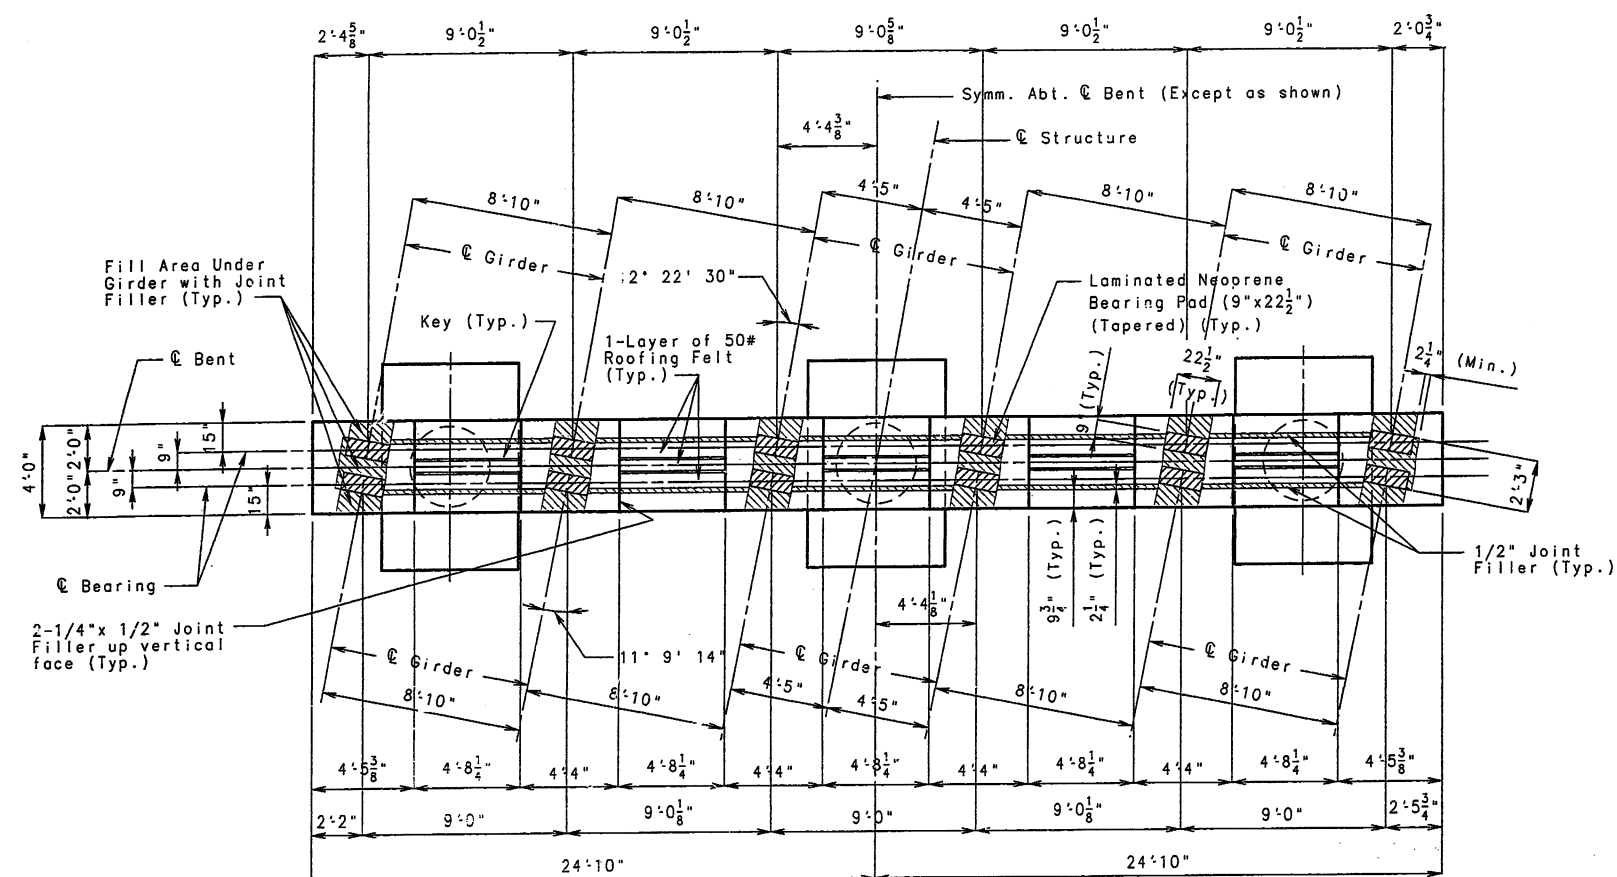 2'-4 5/8"
9'-0 1/2"
9'-0 1/2"
9'-0 5/8"
9'-0 1/2"
9'-0 1/2"
2'-0 3/4"
Symm. Abt. ℄ Bent (Except as shown)
4'-4 3/8"
℄ Structure
8'-10"
8'-10"
4'-5"
4'-5"
8'-10"
8'-10"
℄ Girder
℄ Girder
℄ Girder
Fill Area Under
Girder with Joint
Filler (Typ.)
2° 22' 30"
Laminated Neoprene
Bearing Pad (9"x22 1/2")
(Tapered) (Typ.)
Key (Typ.)
1-Layer of 50#
Roofing Felt
(Typ.)
℄ Bent
9" (Typ.)
22 1/2"
(Typ.)
2 1/4" (Min.)
4'-0"
2'-0"
2'-0"
9"
9"
15"
15"
2'-3"
℄ Bearing
9 3/4" (Typ.)
2 1/4" (Typ.)
1/2" Joint
Filler (Typ.)
4'-4 1/8"
2-1/4"x 1/2" Joint
Filler up vertical
face (Typ.)
11° 9' 14"
℄ Girder
℄ Girder
℄ Girder
8'-10"
8'-10"
4'-5"
4'-5"
8'-10"
8'-10"
4'-5 3/8"
4'-8 1/4"
4'-4"
4'-8 1/4"
4'-4"
4'-8 1/4"
4'-4"
4'-8 1/4"
4'-4"
4'-8 1/4"
4'-5 3/8"
2'-2"
9'-0"
9'-0 1/8"
9'-0"
9'-0 1/8"
9'-0"
2'-5 3/4"
24'-10"
24'-10"